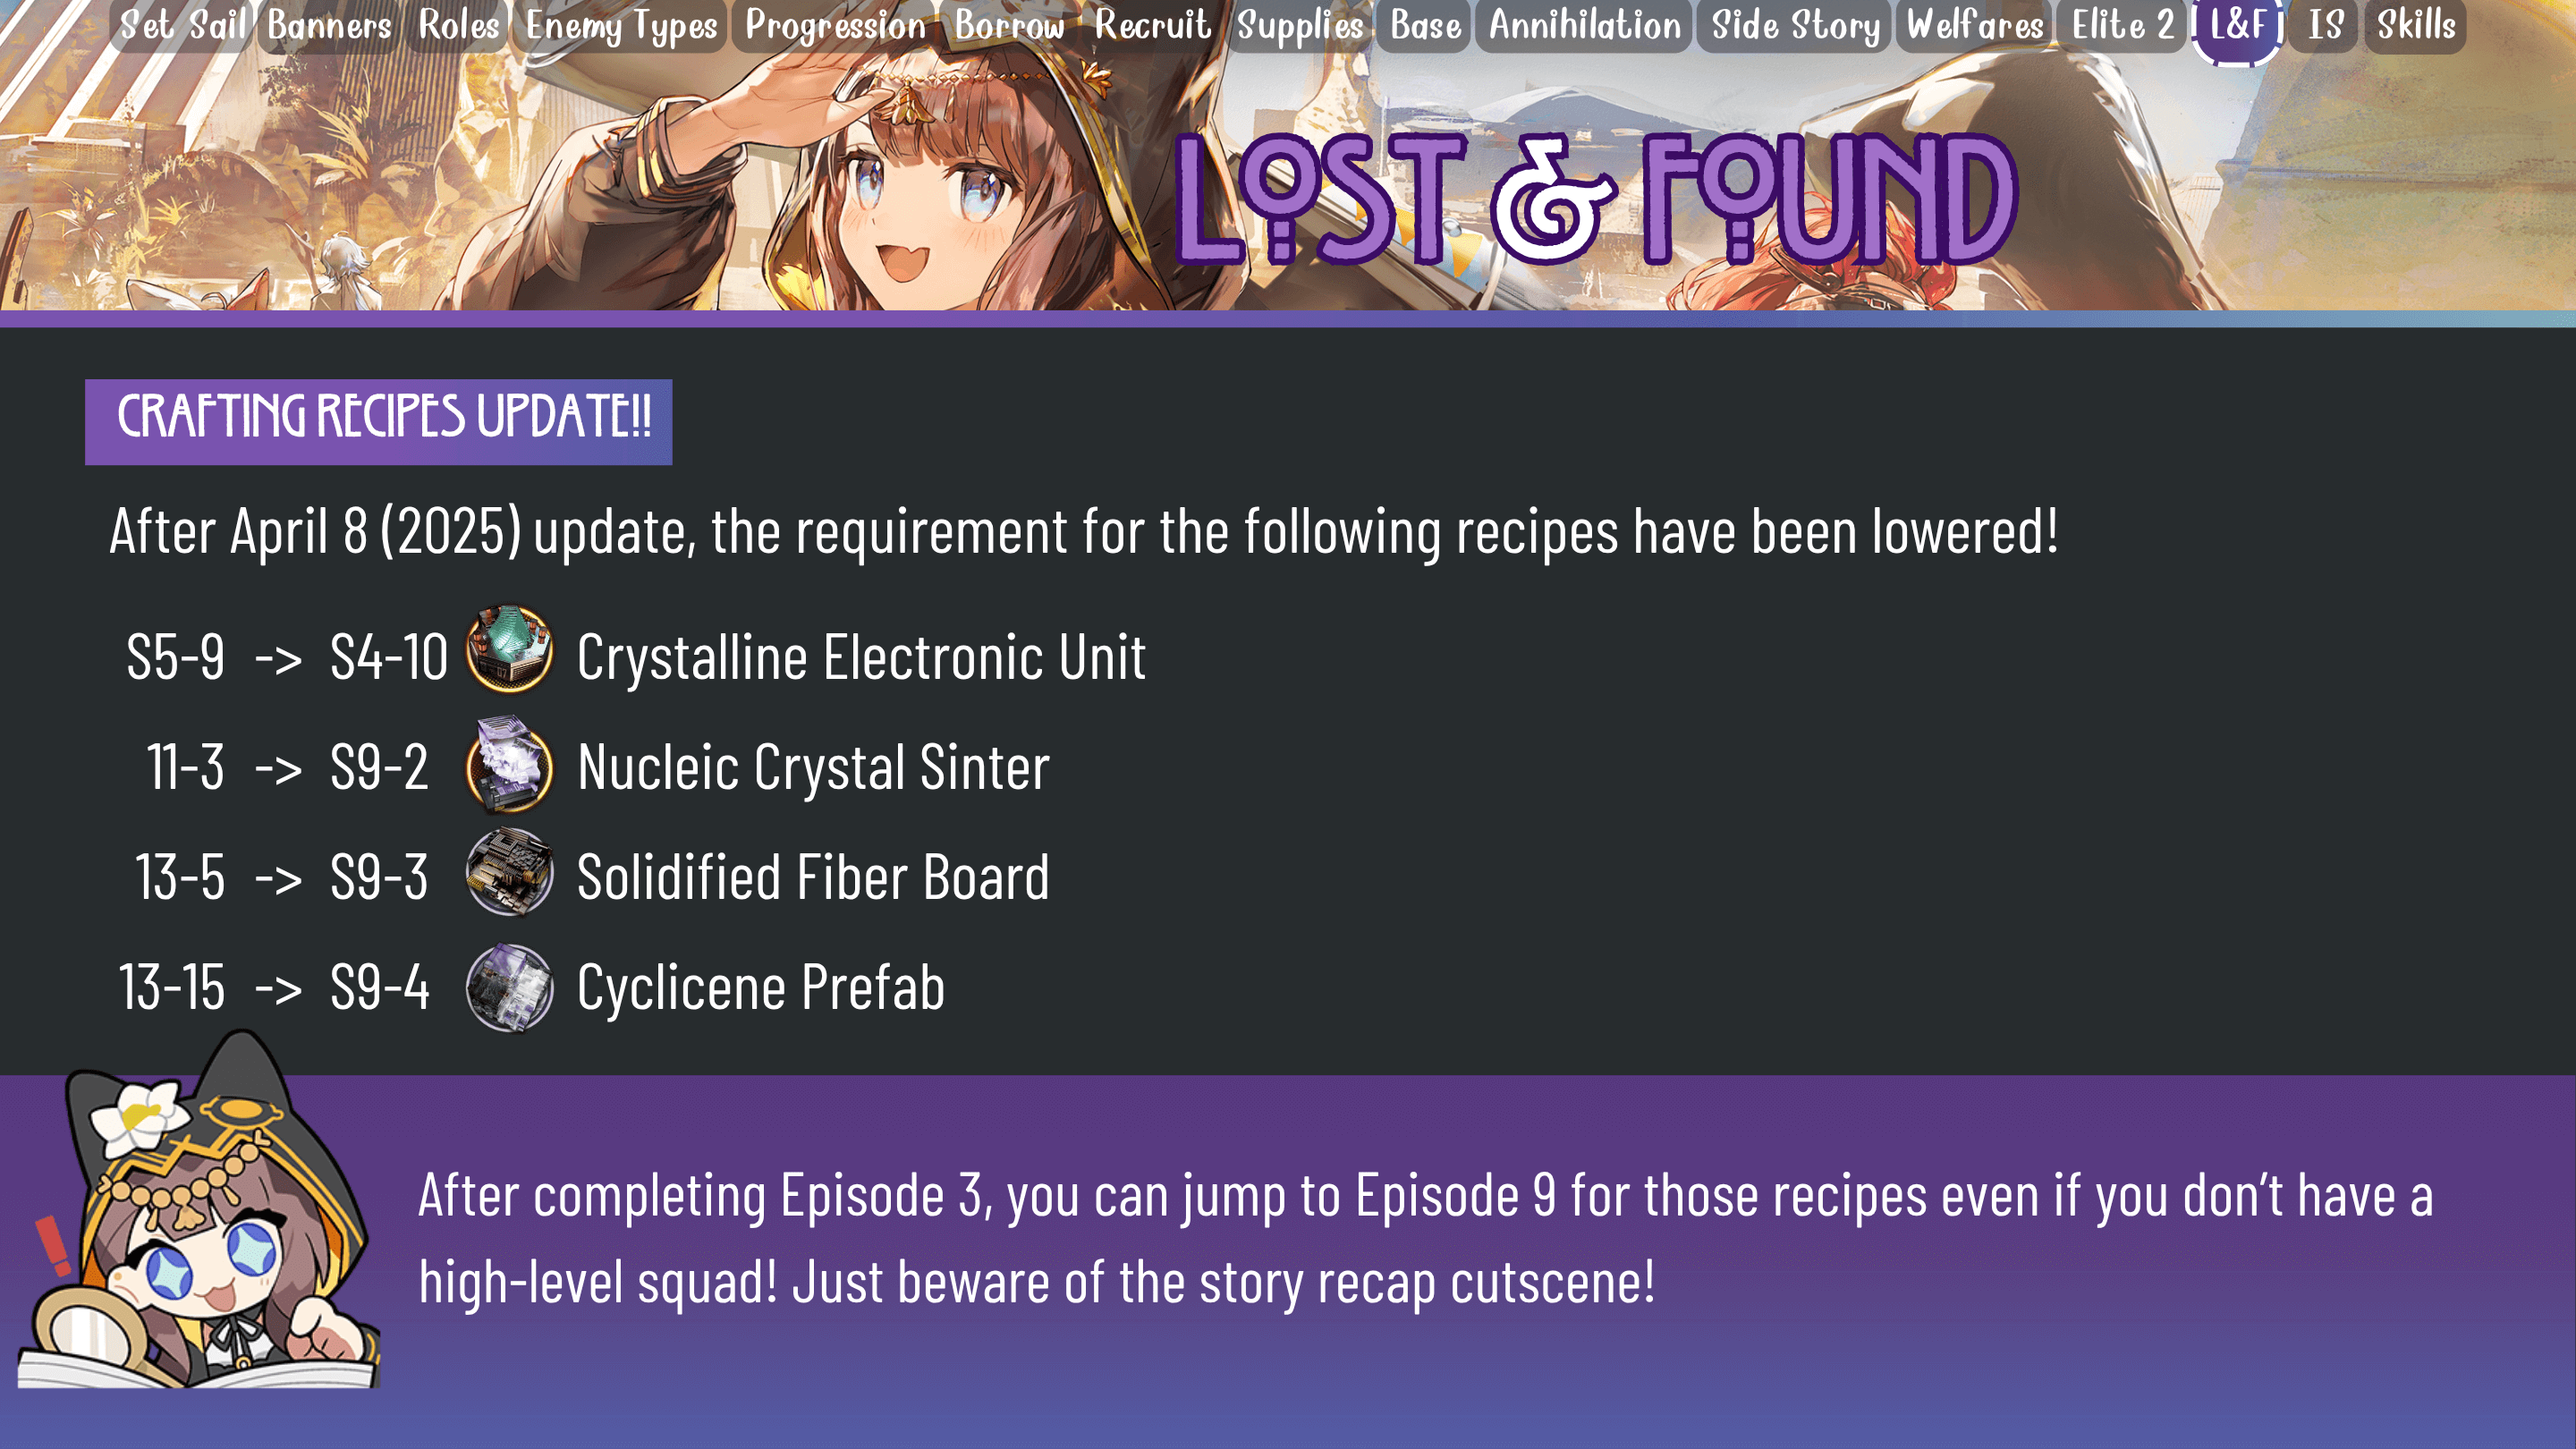 Set Sail Banners Roles Enemy Types Progression Borrow Recruit Supplies Base Annihilation Side Story Welfares Elite 2 L&F IS Skills
LOST & FOUND
CRAFTING RECIPES UPDATE!!
After April 8 (2025) update, the requirement for the following recipes have been lowered!
S5-9 -> S4-10 Crystalline Electronic Unit
11-3 -> S9-2 Nucleic Crystal Sinter
13-5 -> S9-3 Solidified Fiber Board
13-15 -> S9-4 Cyclicene Prefab
After completing Episode 3, you can jump to Episode 9 for those recipes even if you don’t have a
high-level squad! Just beware of the story recap cutscene!